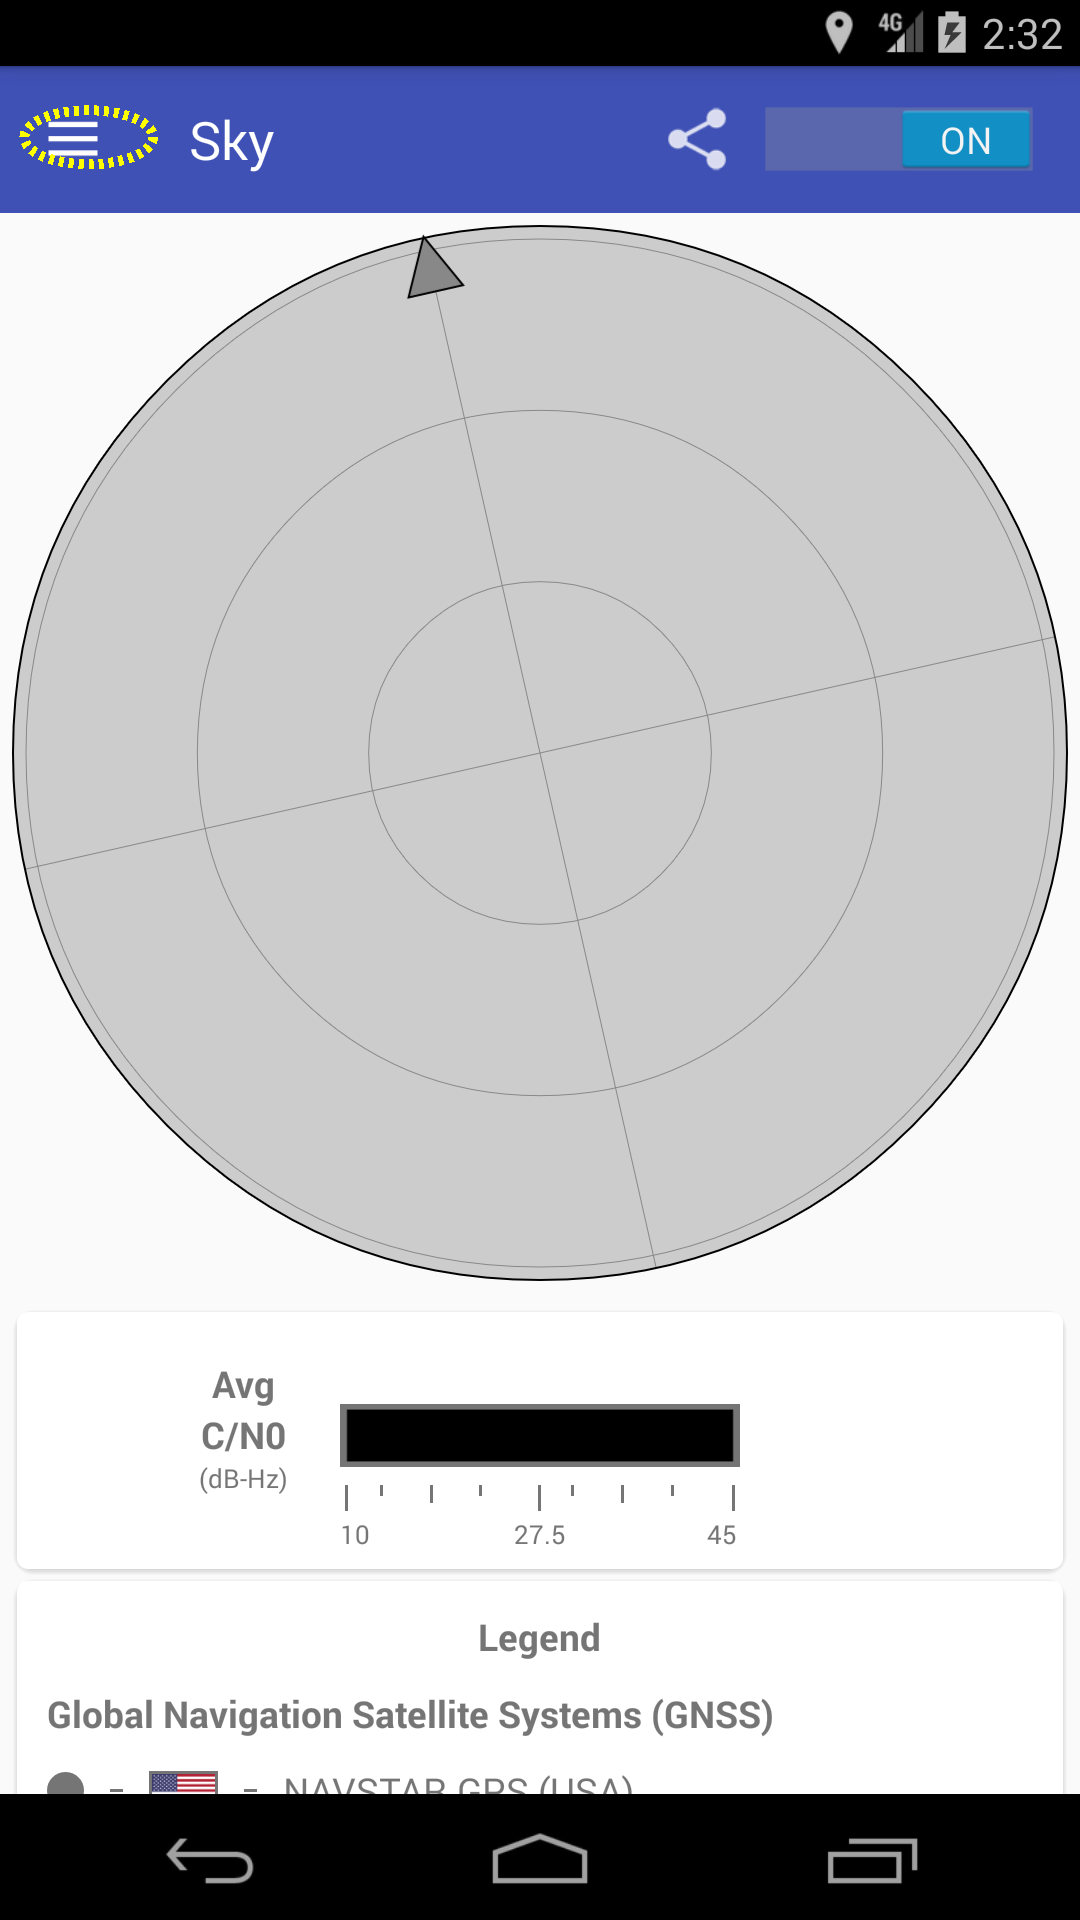 4G 2:32
Sky ON
Avg
C/N0
(dB-Hz)
10 27.5 45
Legend
Global Navigation Satellite Systems (GNSS)
- - NAVSTAR GPS (USA)